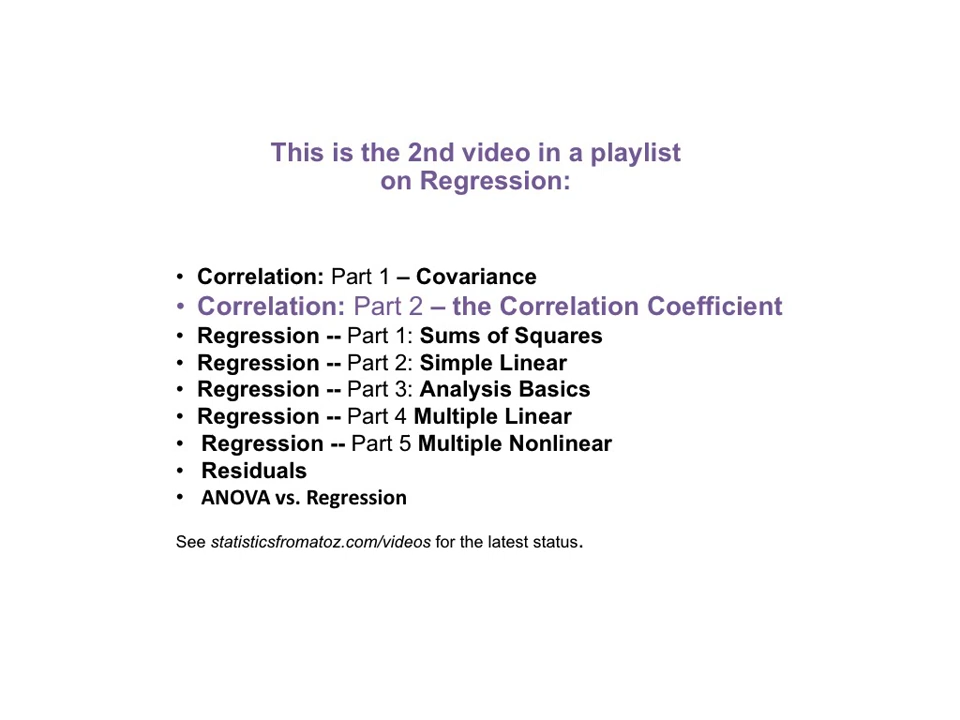 This is the 2nd video in a playlist
on Regression:
• Correlation: Part 1 – Covariance
• Correlation: Part 2 – the Correlation Coefficient
• Regression -- Part 1: Sums of Squares
• Regression -- Part 2: Simple Linear
• Regression -- Part 3: Analysis Basics
• Regression -- Part 4 Multiple Linear
• Regression -- Part 5 Multiple Nonlinear
• Residuals
• ANOVA vs. Regression
See statisticsfromatoz.com/videos for the latest status.